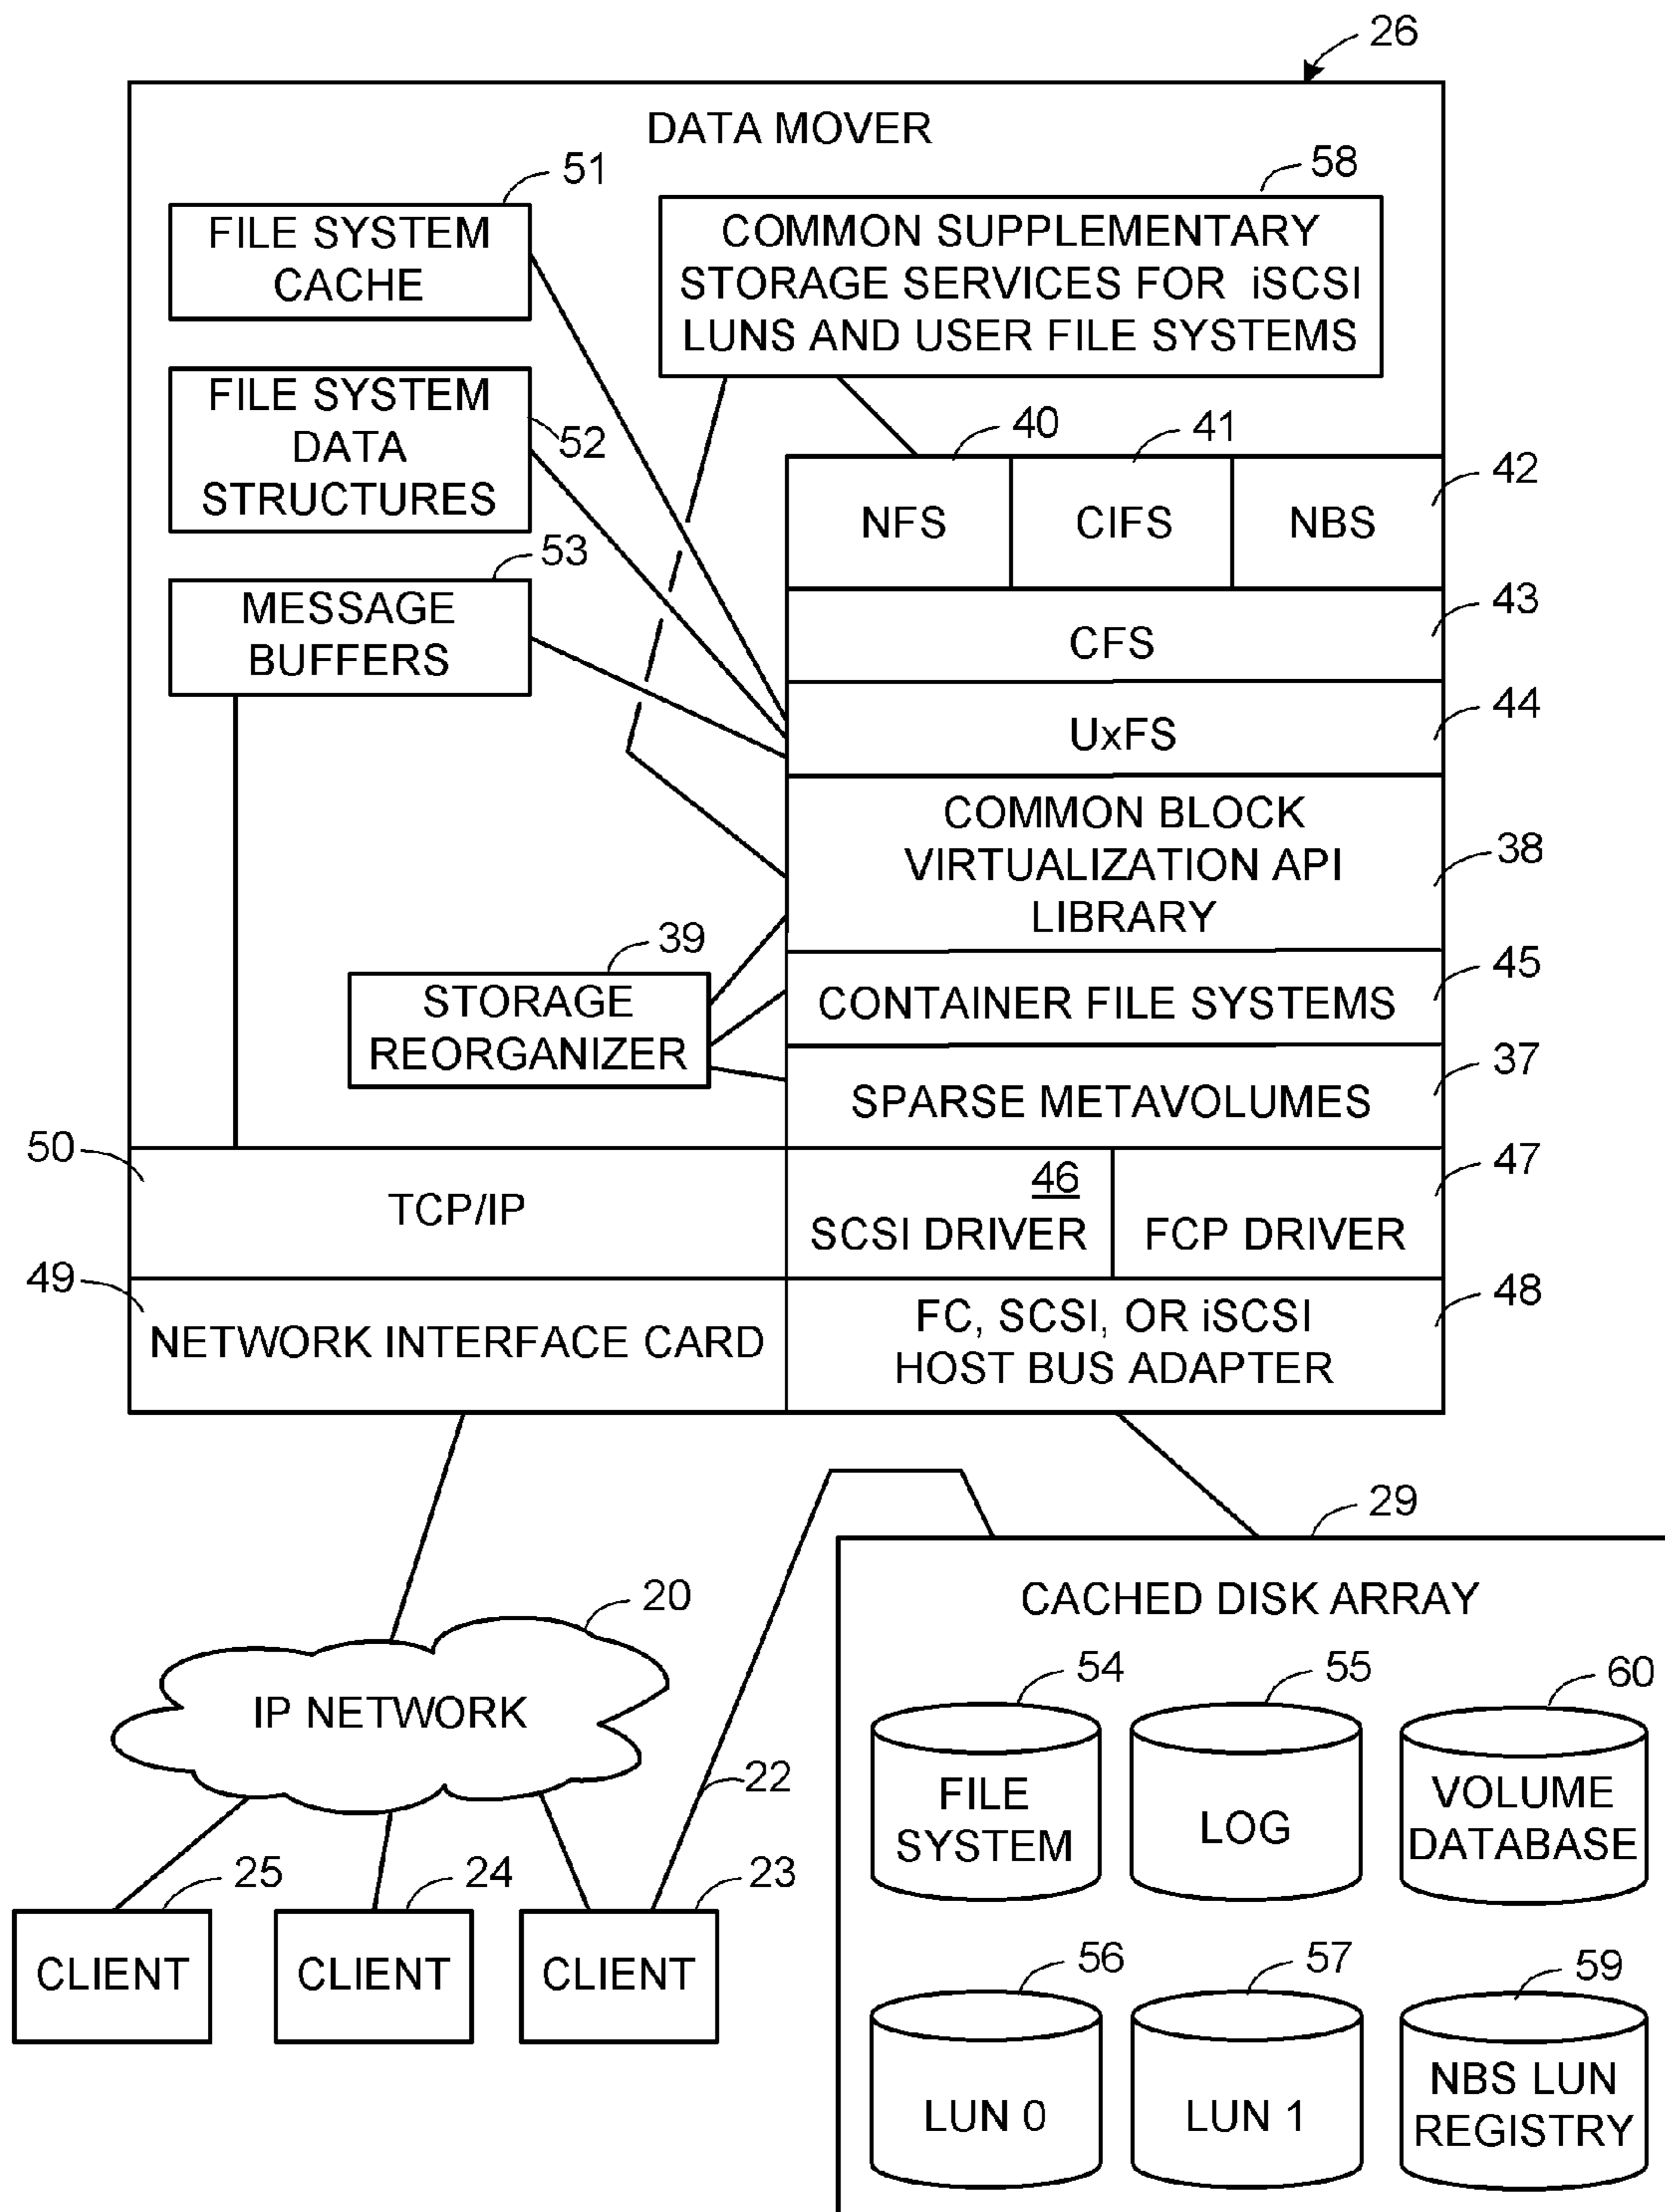 26
DATA MOVER
51
58
FILE SYSTEM
CACHE
COMMON SUPPLEMENTARY
STORAGE SERVICES FOR iSCSI
LUNS AND USER FILE SYSTEMS
FILE SYSTEM
DATA
STRUCTURES
52
40
41
42
NFS
CIFS
NBS
53
MESSAGE
BUFFERS
43
CFS
44
UxFS
COMMON BLOCK
VIRTUALIZATION API
LIBRARY
38
39
STORAGE
REORGANIZER
45
CONTAINER FILE SYSTEMS
37
SPARSE METAVOLUMES
50
TCP/IP
46
SCSI DRIVER
FCP DRIVER
47
49
NETWORK INTERFACE CARD
FC, SCSI, OR iSCSI
HOST BUS ADAPTER
48
29
CACHED DISK ARRAY
20
IP NETWORK
22
25
24
23
CLIENT
CLIENT
CLIENT
54
55
60
FILE
SYSTEM
LOG
VOLUME
DATABASE
56
57
59
LUN 0
LUN 1
NBS LUN
REGISTRY